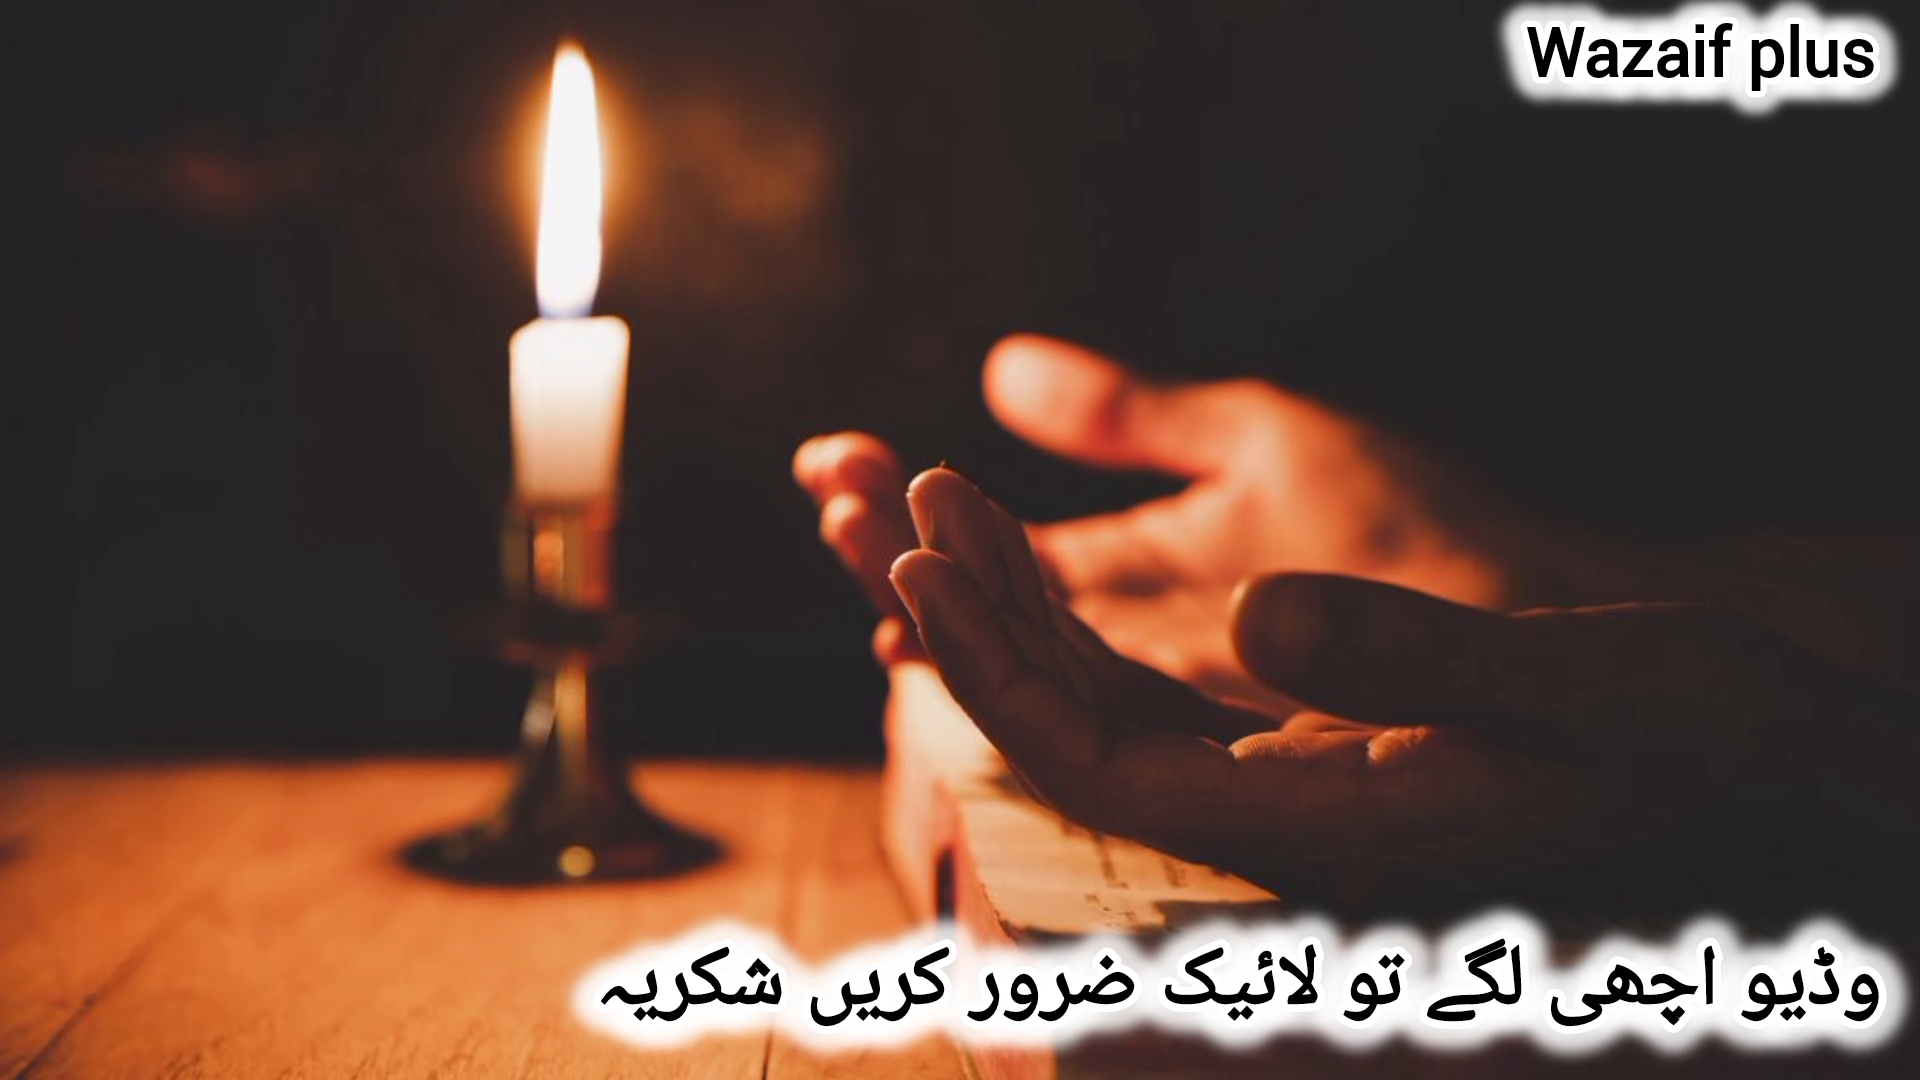 Wazaif plus
وڈیو اچھی لگے تو لائیک ضرور کریں شکریہ